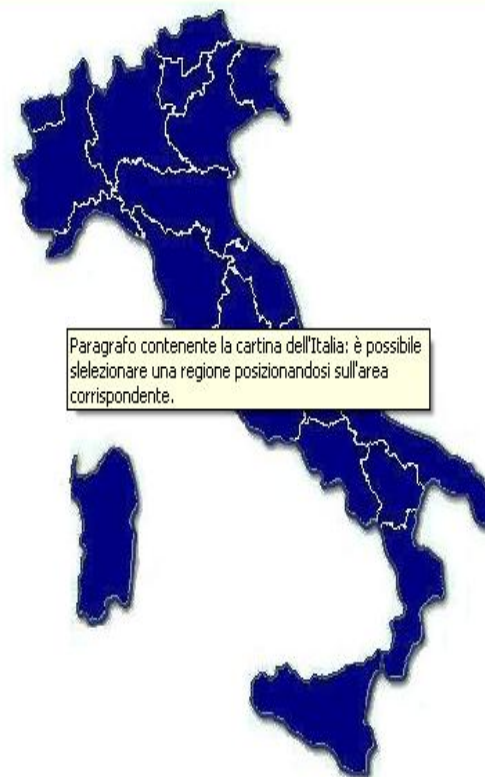 Paragrafo contenente la cartina dell'Italia: è possibile
slelezionare una regione posizionandosi sull'area
corrispondente.